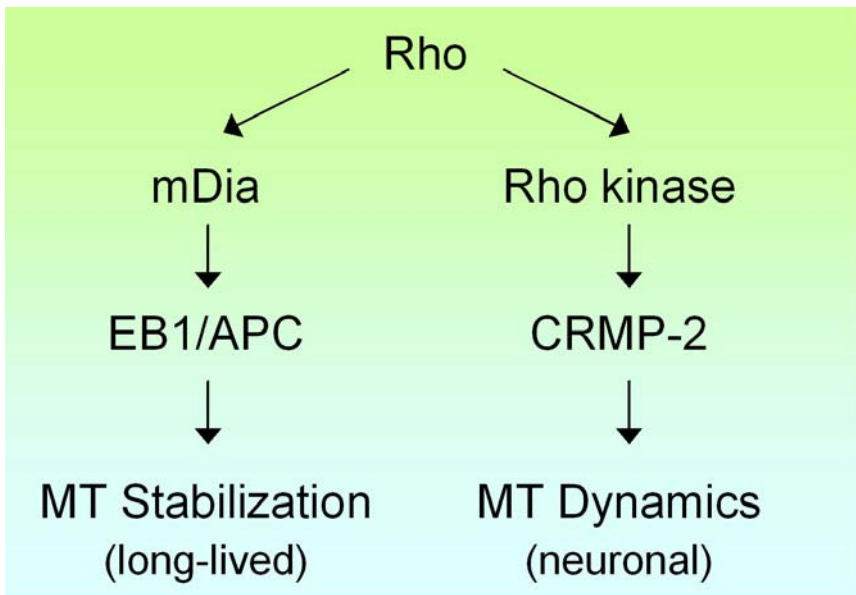 Rho
mDia
Rho kinase
EB1/APC
CRMP-2
MT Stabilization
(long-lived)
MT Dynamics
(neuronal)